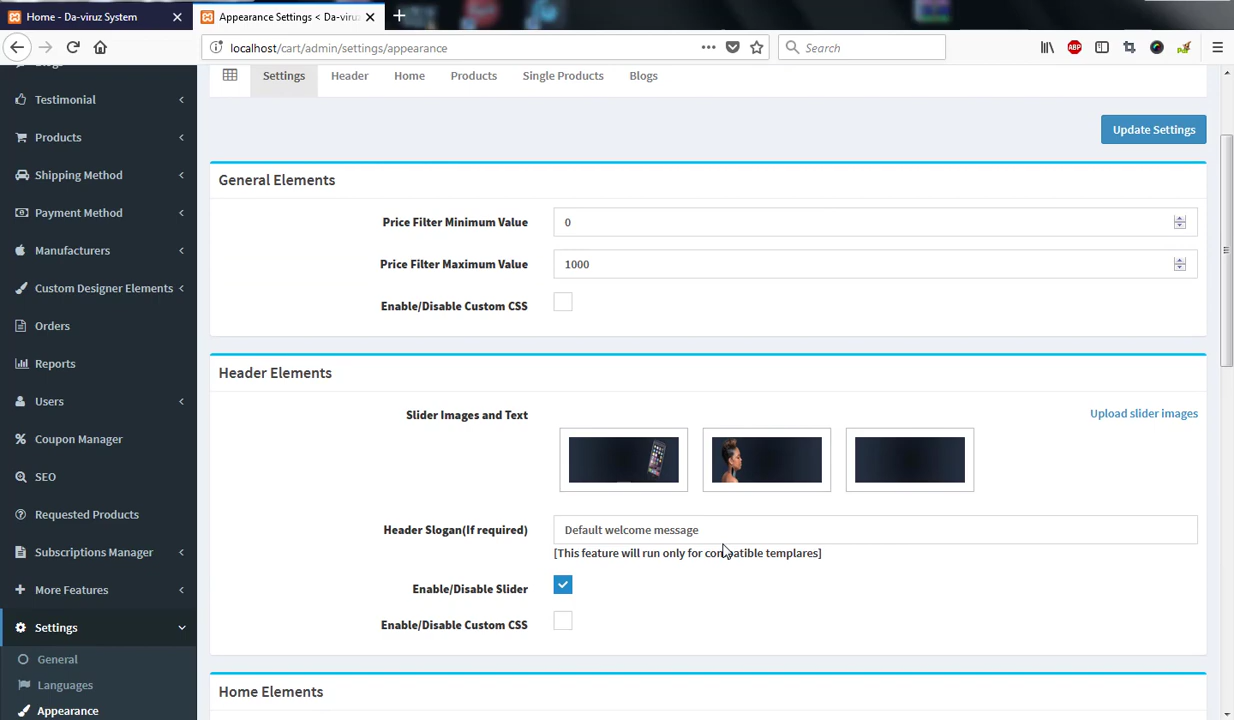 Home - Da-viruz System
Appearance Settings < Da-viru
localhost/cart/admin/settings/appearance
Search
ABP
Blogs
Testimonial
Products
Shipping Method
Payment Method
Manufacturers
Custom Designer Elements
Orders
Reports
Users
Coupon Manager
SEO
Requested Products
Subscriptions Manager
More Features
Settings
General
Languages
Appearance
Settings Header Home Products Single Products Blogs
Update Settings
General Elements
Price Filter Minimum Value 0
Price Filter Maximum Value 1000
Enable/Disable Custom CSS
Header Elements
Slider Images and Text Upload slider images
Header Slogan(If required) Default welcome message
[This feature will run only for compatible templares]
Enable/Disable Slider
Enable/Disable Custom CSS
Home Elements